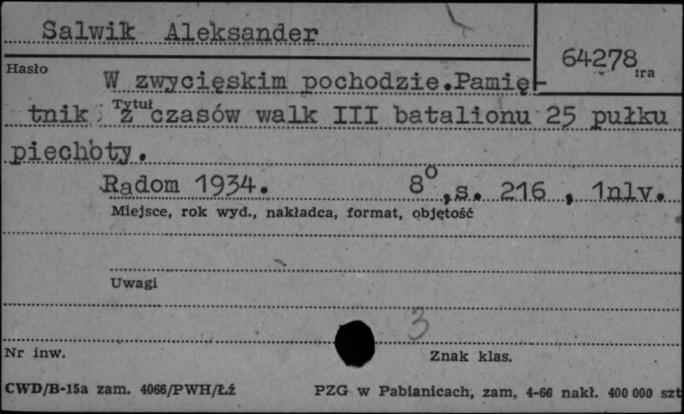 Salwik Aleksander
64278
Ira
Hasło
W zwycięskim pochodzie.Pamię-
tnik z czasów walk III batalionu 25 pułku
Tytuł
piechoty.
Radom 1934. 8°,s. 216 , 1nlv.
Miejsce, rok wyd., nakładca, format, objętość
Uwagi
3
Nr inw.
Znak klas.
CWD/B-15a zam. 4066/PWH/Łź
PZG w Pabianicach, zam, 4-66 nakł. 400 000 szt